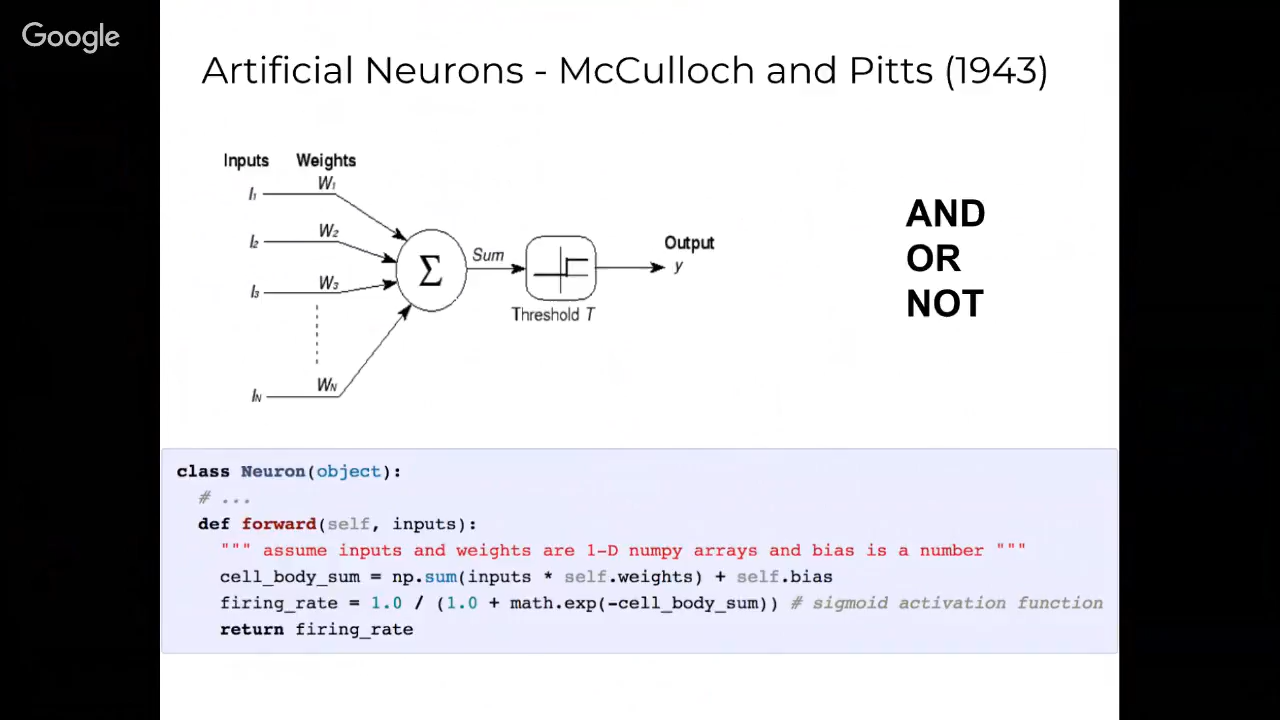 Google
Artificial Neurons - McCulloch and Pitts (1943)
Inputs Weights
I1 W1
I2 W2
I3 W3
IN WN
Σ
Sum
Threshold T
Output
y
AND
OR
NOT
class Neuron(object):
# ...
def forward(self, inputs):
""" assume inputs and weights are 1-D numpy arrays and bias is a number """
cell_body_sum = np.sum(inputs * self.weights) + self.bias
firing_rate = 1.0 / (1.0 + math.exp(-cell_body_sum)) # sigmoid activation function
return firing_rate